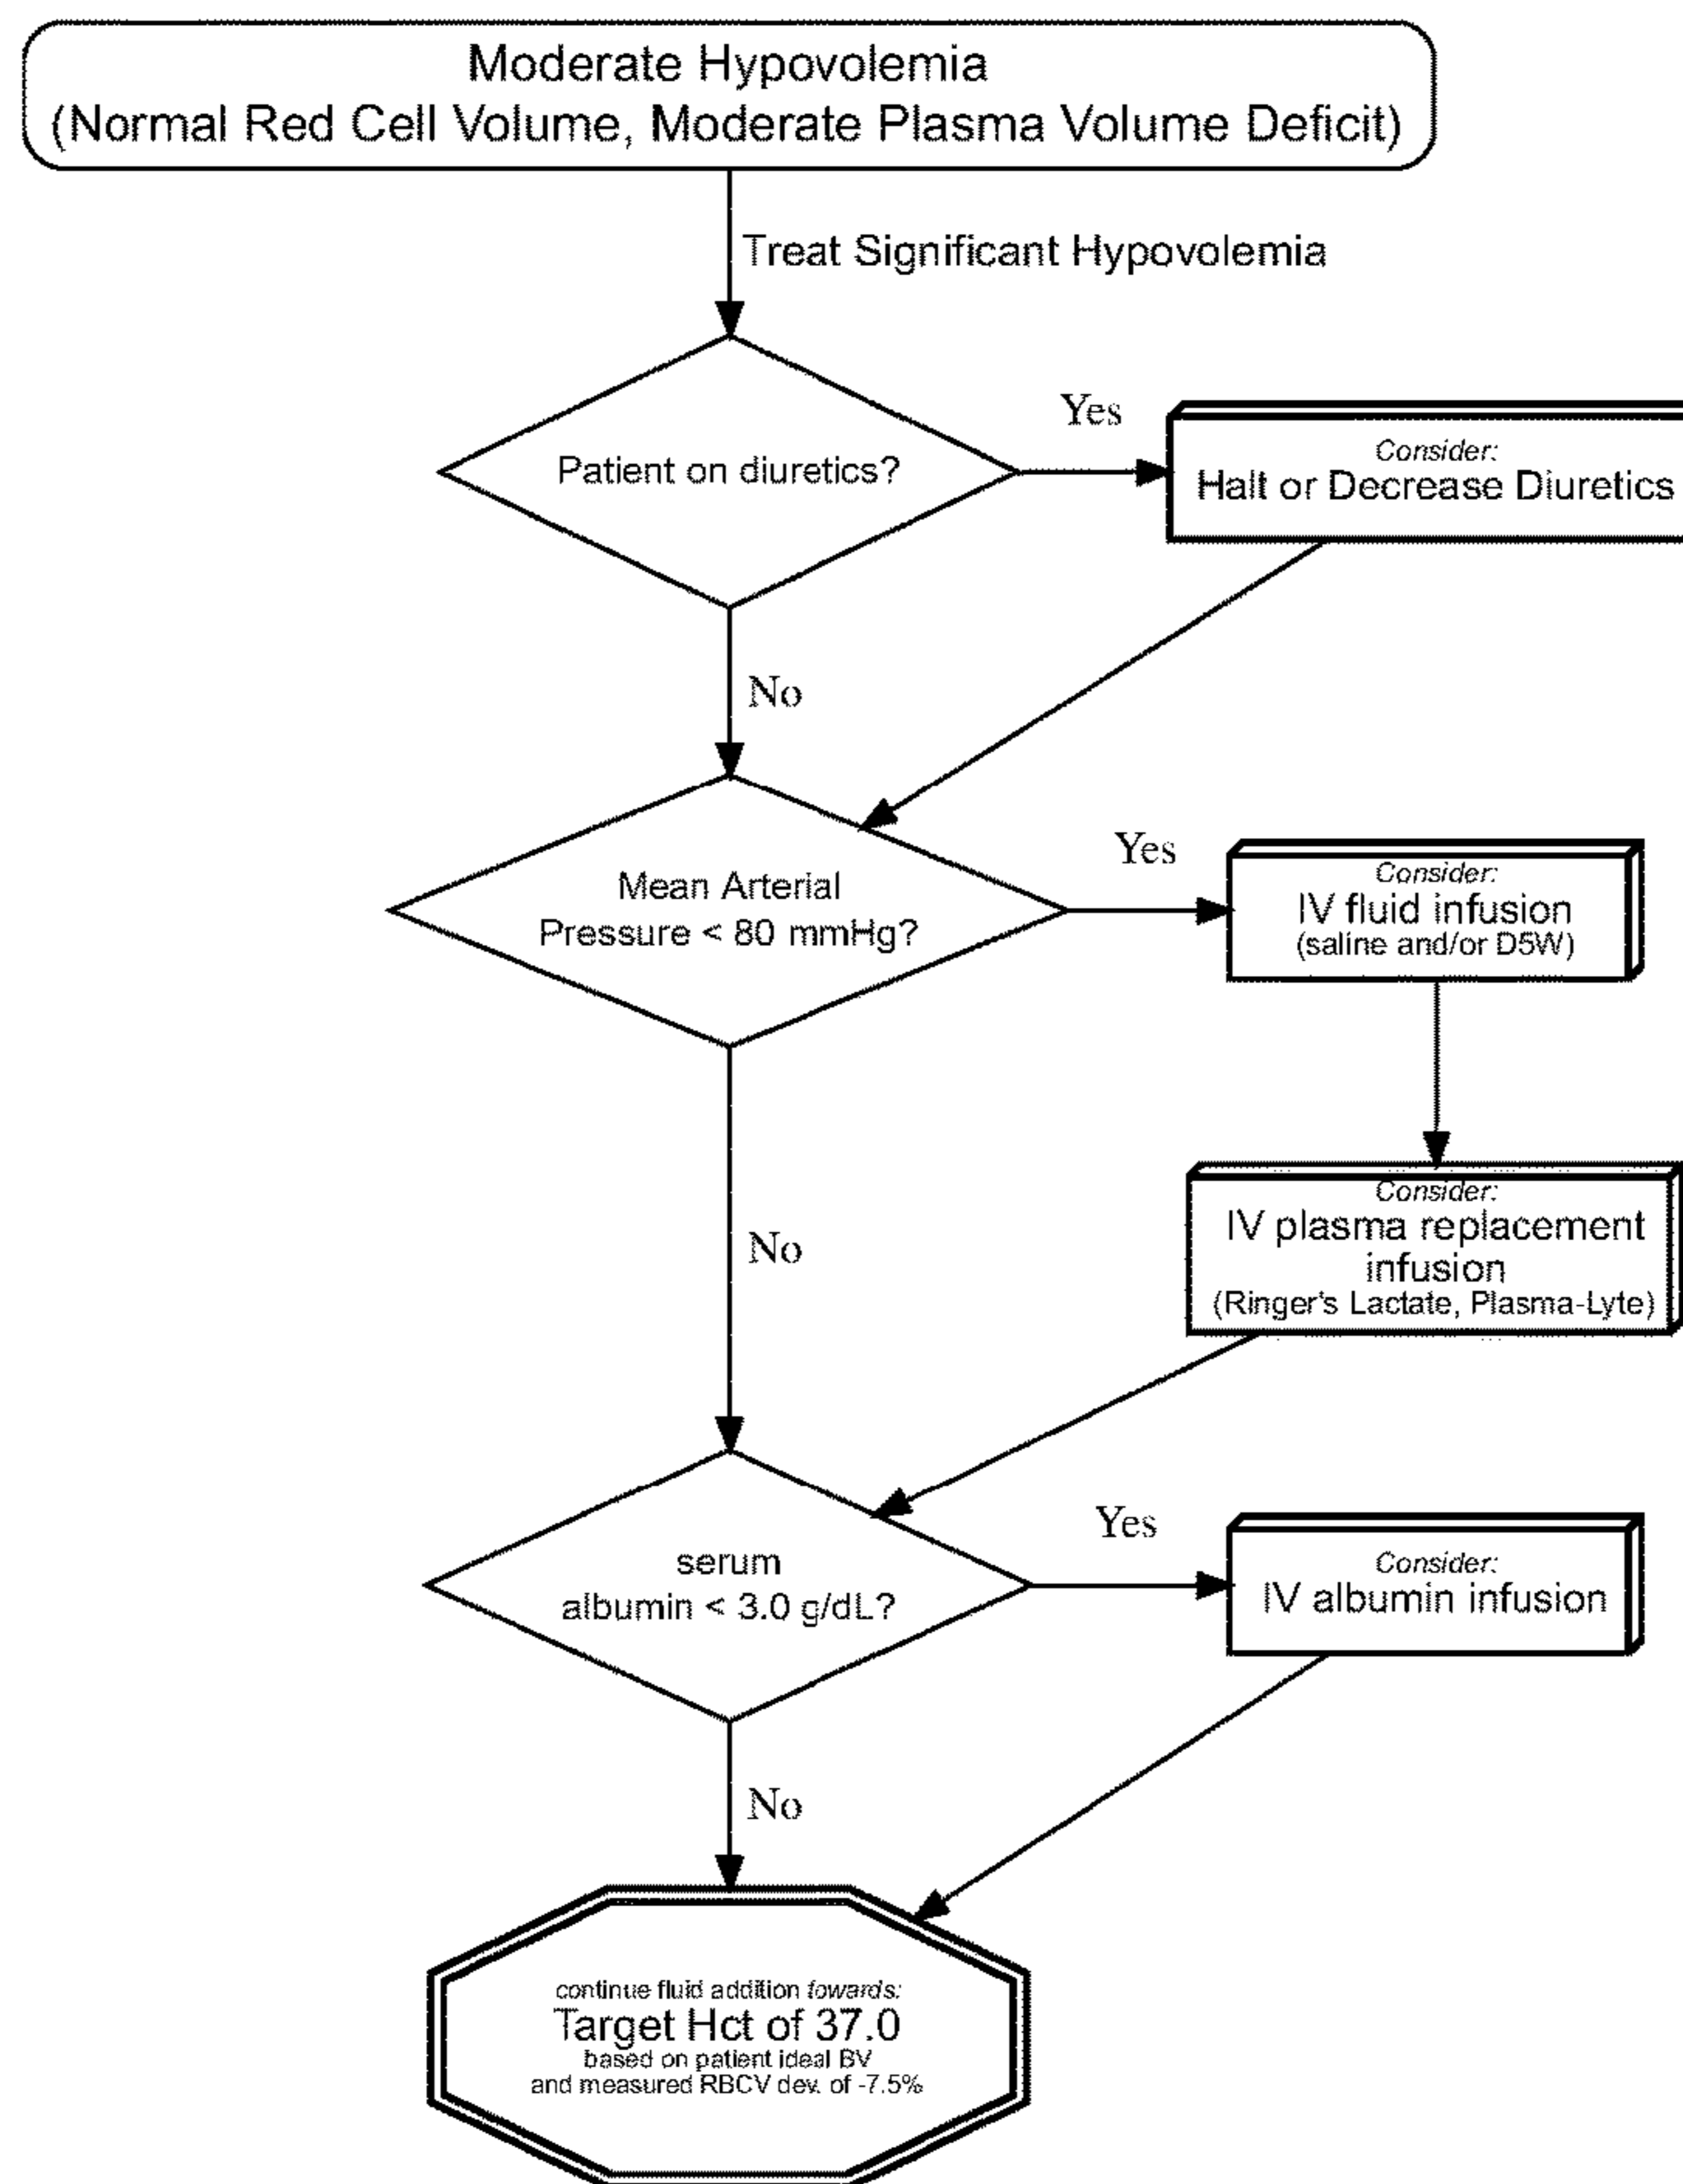 Moderate Hypovolemia
(Normal Red Cell Volume, Moderate Plasma Volume Deficit)
Treat Significant Hypovolemia
Patient on diuretics?
Yes
Consider:
Halt or Decrease Diuretics
No
Mean Arterial
Pressure < 80 mmHg?
Yes
Consider:
IV fluid infusion
(saline and/or D5W)
No
Consider:
IV plasma replacement
infusion
(Ringer's Lactate, Plasma-Lyte)
serum
albumin < 3.0 g/dL?
Yes
Consider:
IV albumin infusion
No
continue fluid addition towards:
Target Hct of 37.0
based on patient ideal BV
and measured RBCV dev. of -7.5%